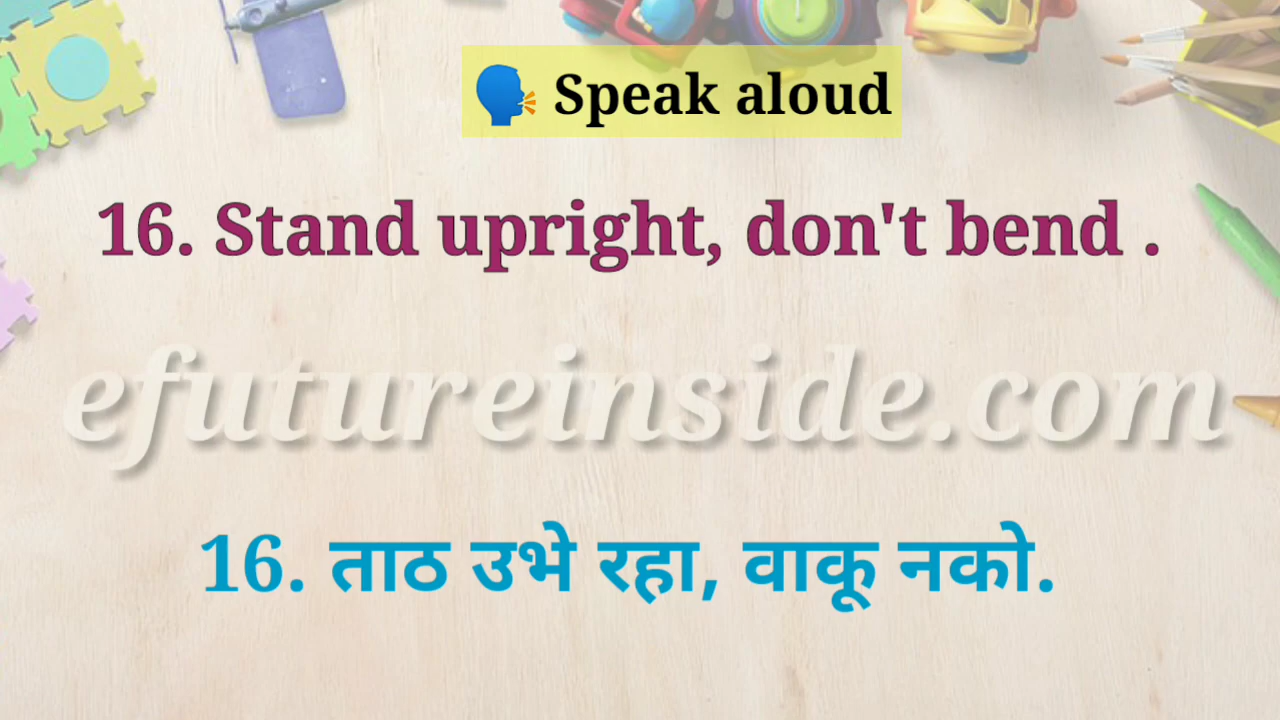 🗣️ Speak aloud
16. Stand upright, don't bend .
efutureinside.com
16. ताठ उभे रहा, वाकू नको.